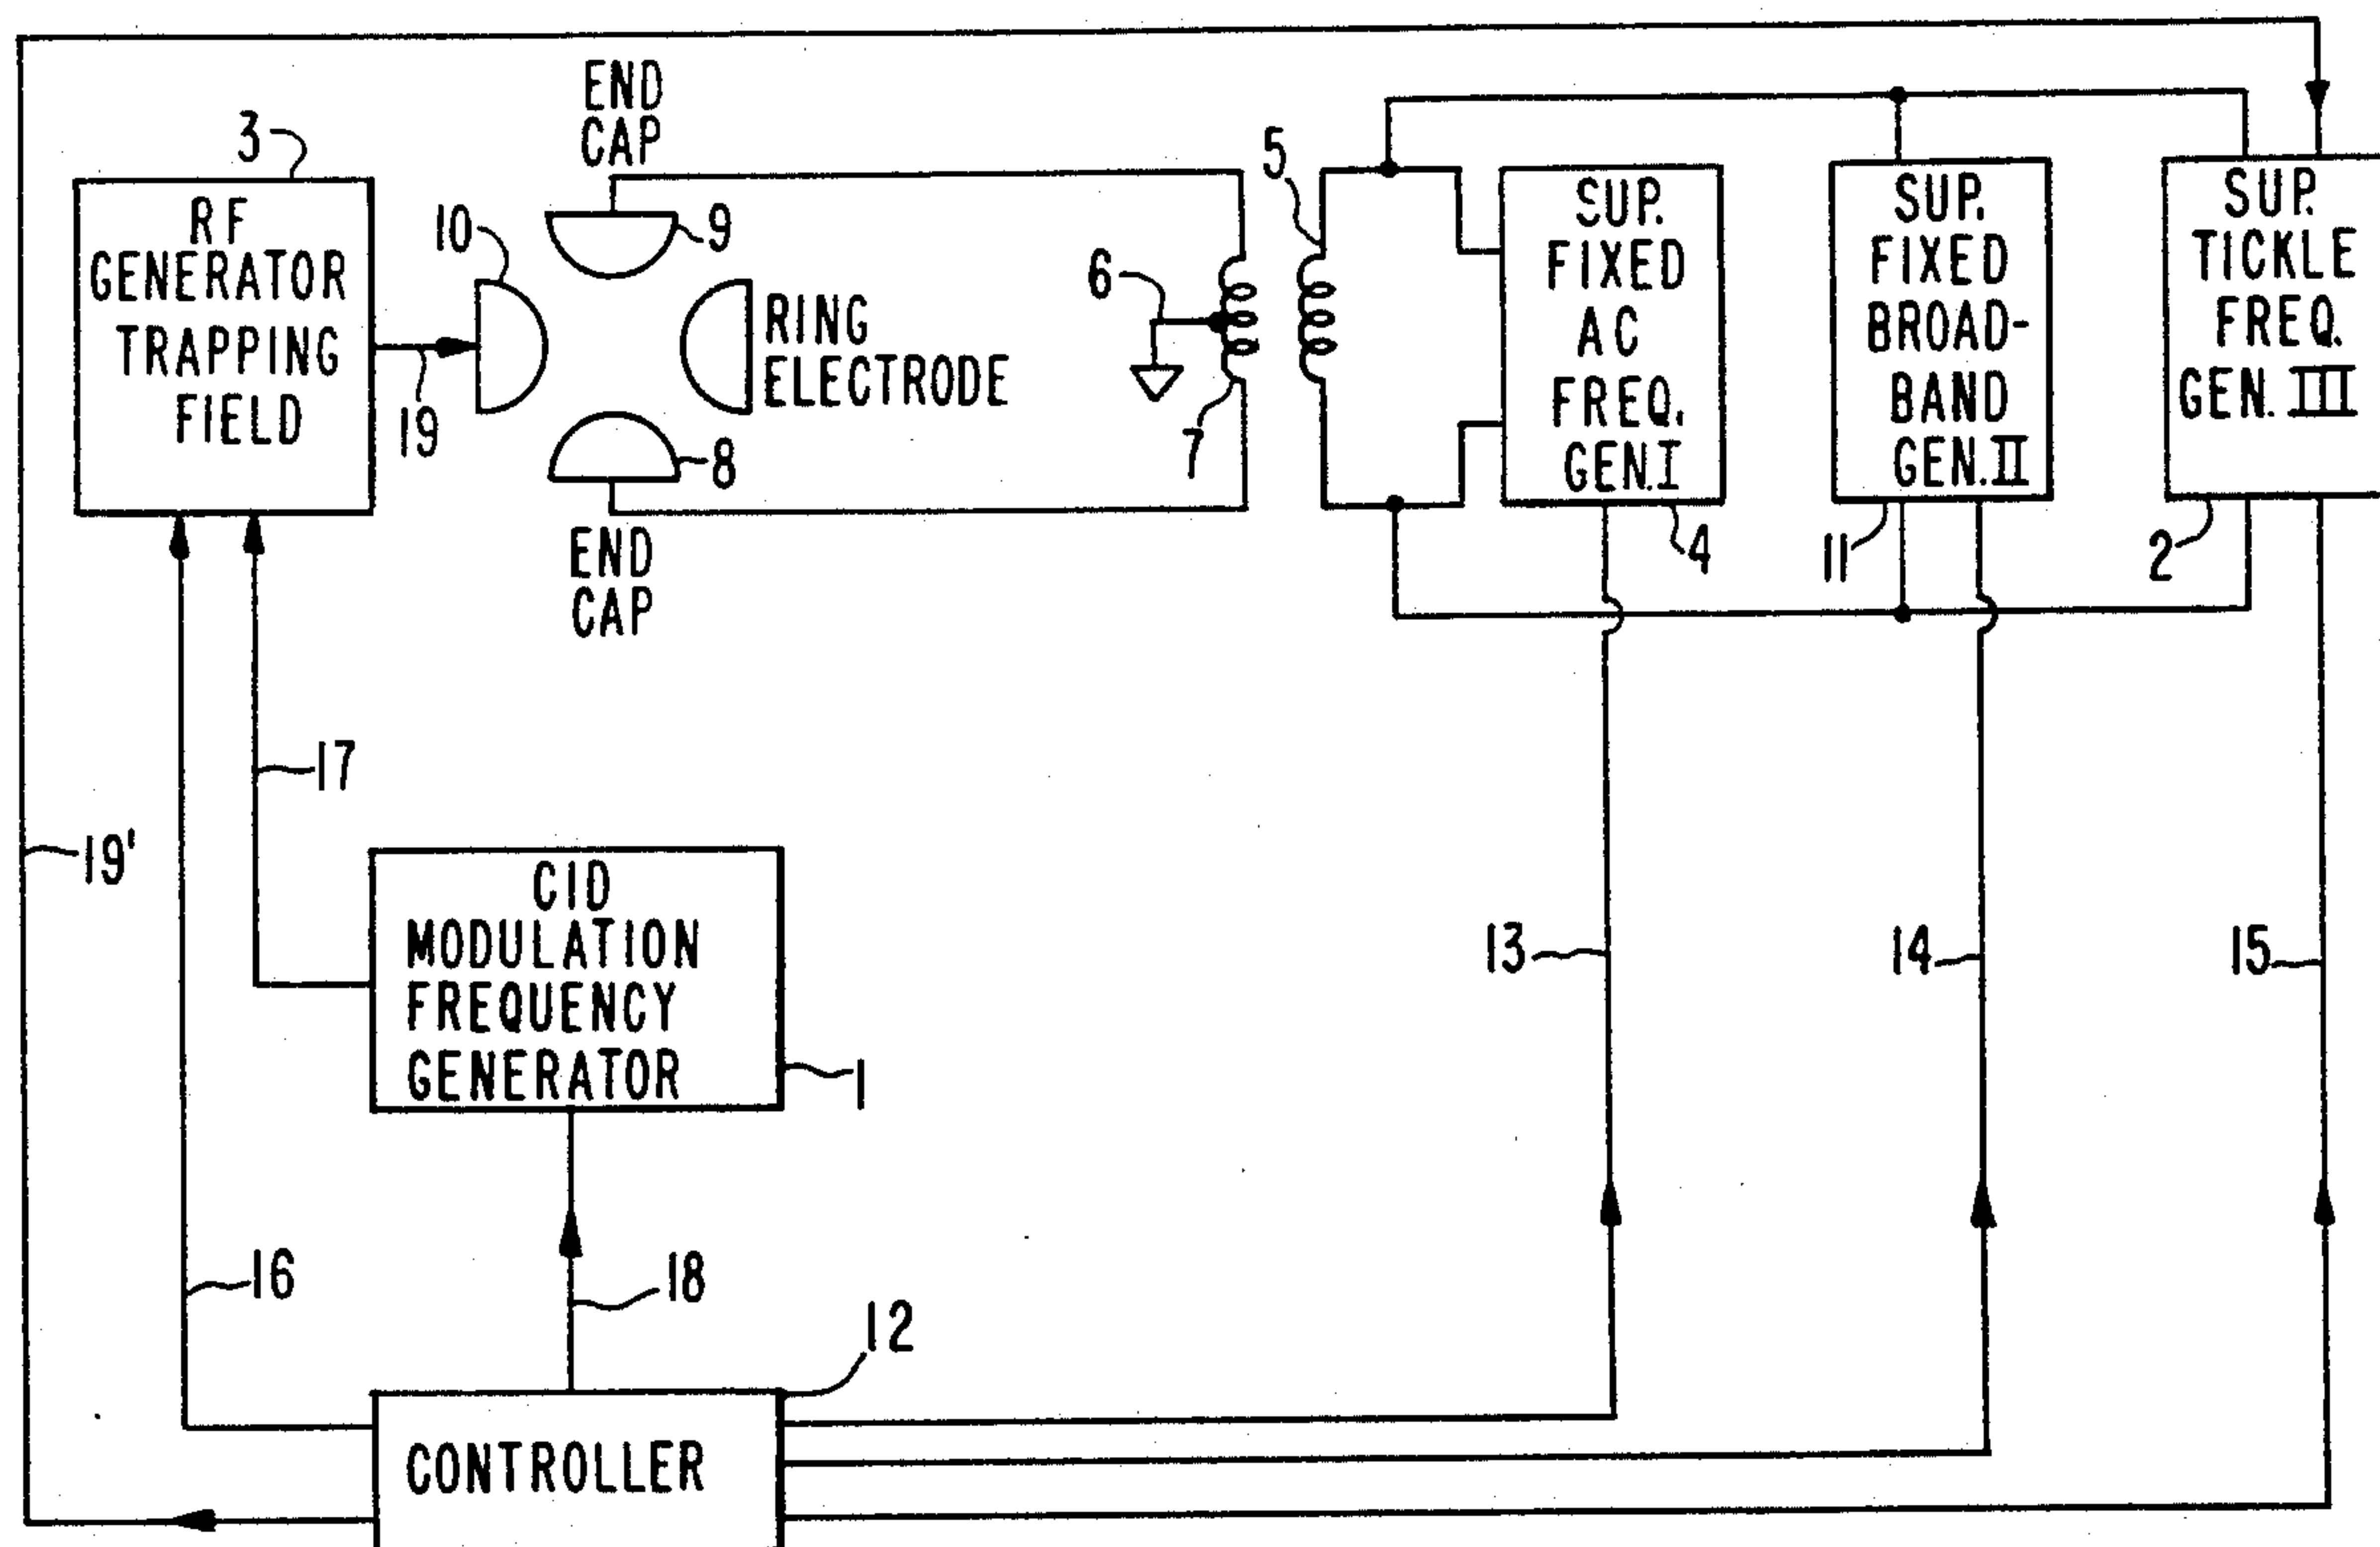 3
RF
GENERATOR
TRAPPING
FIELD
END
CAP
10
9
RING
ELECTRODE
19
8
END
CAP
6
7
5
SUP.
FIXED
AC
FREQ.
GEN.I
4
SUP.
FIXED
BROAD-
BAND
GEN.II
11
SUP.
TICKLE
FREQ.
GEN.III
2
17
19'
CID
MODULATION
FREQUENCY
GENERATOR
1
13
14
15
16
18
12
CONTROLLER